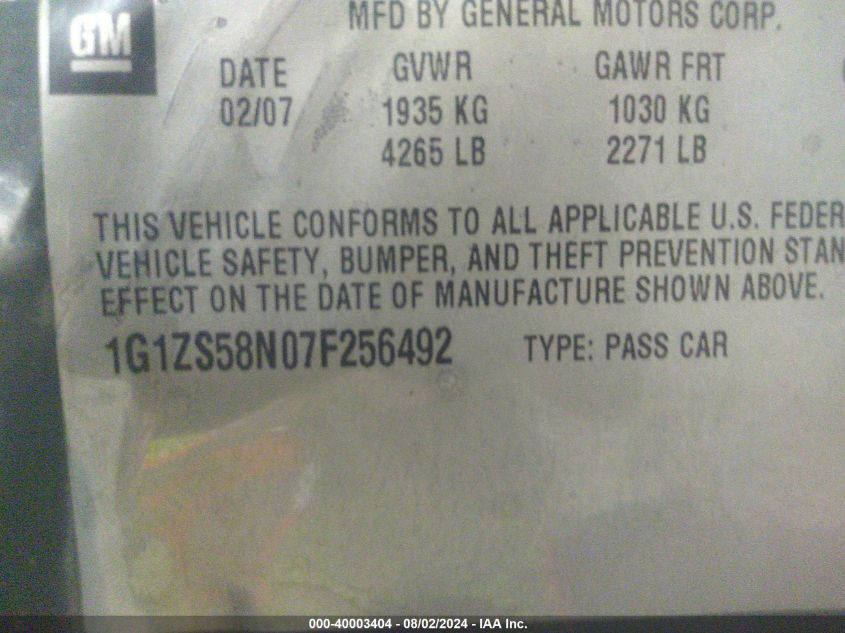 MFD BY GENERAL MOTORS CORP.
GM
DATE GVWR GAWR FRT
02/07 1935 KG 1030 KG
4265 LB 2271 LB
THIS VEHICLE CONFORMS TO ALL APPLICABLE U.S. FEDER
VEHICLE SAFETY, BUMPER, AND THEFT PREVENTION STAN
EFFECT ON THE DATE OF MANUFACTURE SHOWN ABOVE.
1G1ZS58N07F256492 TYPE: PASS CAR
000-40003404 - 08/02/2024 - IAA Inc.